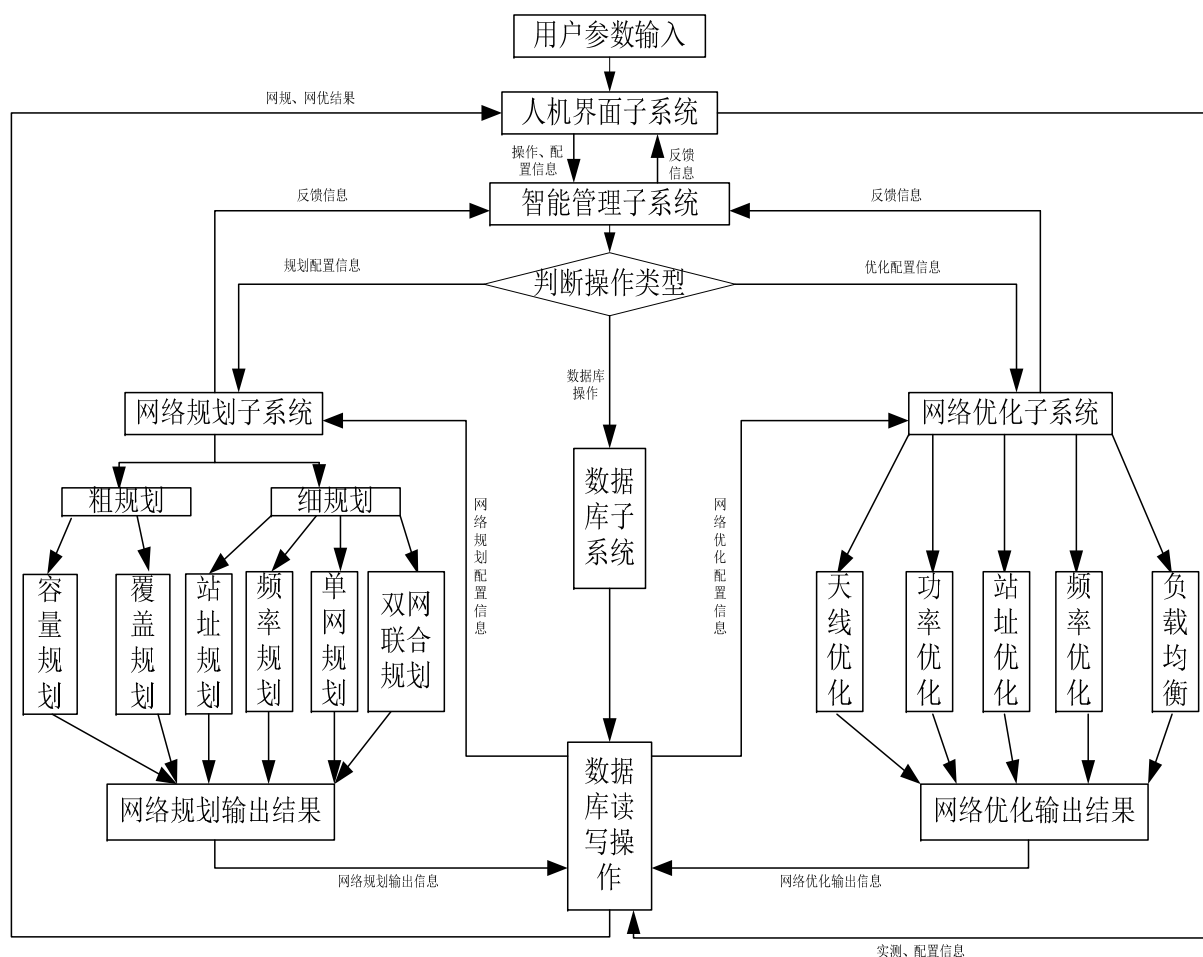 用户参数输入
网规、网优结果
人机界面子系统
操作、配
置信息
反馈
信息
反馈信息
智能管理子系统
反馈信息
规划配置信息
判断操作类型
优化配置信息
数据库
操作
网络规划子系统
网络优化子系统
粗规划
细规划
网络规划配置信息
数据
库子
系统
网络优化配置信息
容量规划
覆盖规划
站址规划
频率规划
单网规划
双网
联合
规划
天线优化
功率优化
站址优化
频率优化
负载均衡
网络规划输出结果
数据
库读
写操
作
网络优化输出结果
网络规划输出信息
网络优化输出信息
实测、配置信息